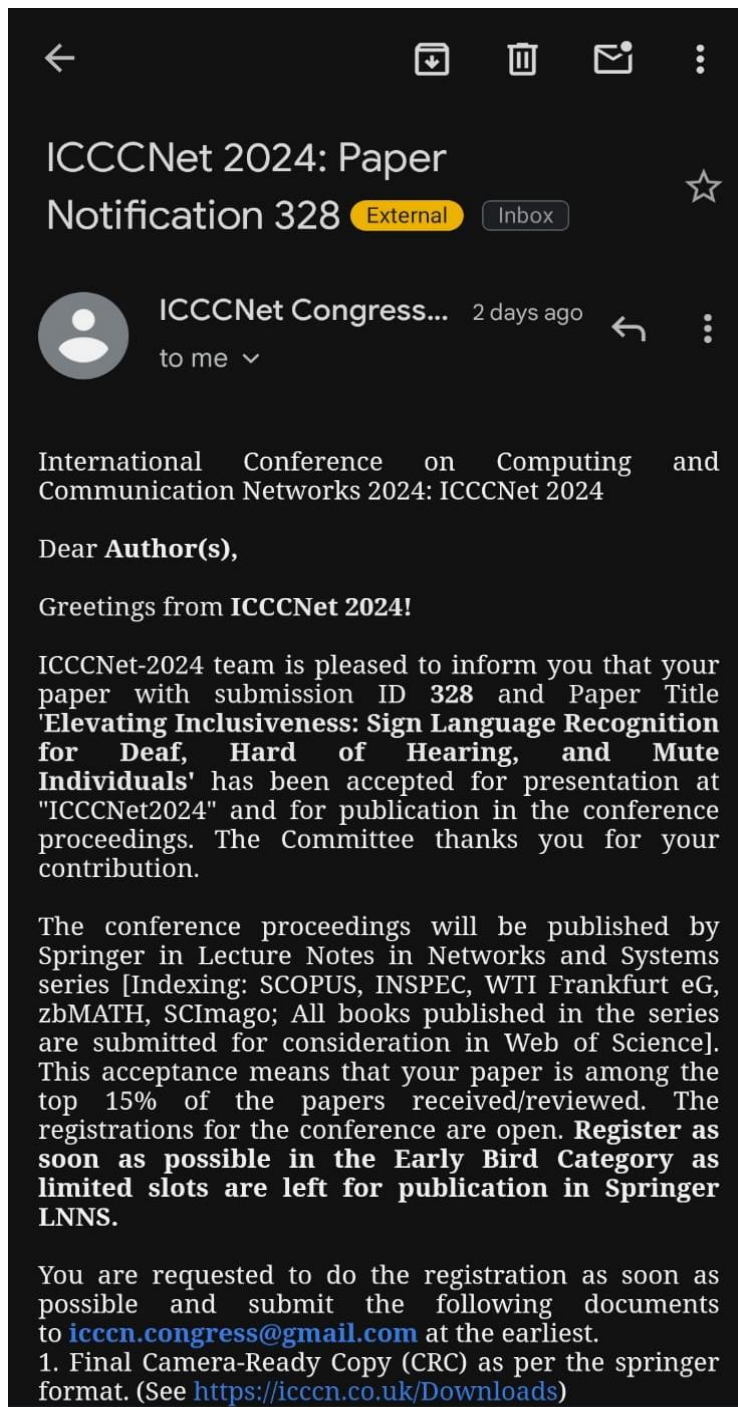 ICCCNet 2024: Paper
Notification 328 External Inbox
ICCCNet Congress... 2 days ago
to me
International Conference on Computing and
Communication Networks 2024: ICCCNet 2024
Dear Author(s),
Greetings from ICCCNet 2024!
ICCCNet-2024 team is pleased to inform you that your
paper with submission ID 328 and Paper Title
'Elevating Inclusiveness: Sign Language Recognition
for Deaf, Hard of Hearing, and Mute
Individuals' has been accepted for presentation at
"ICCCNet2024" and for publication in the conference
proceedings. The Committee thanks you for your
contribution.
The conference proceedings will be published by
Springer in Lecture Notes in Networks and Systems
series [Indexing: SCOPUS, INSPEC, WTI Frankfurt eG,
zbMATH, SCImago; All books published in the series
are submitted for consideration in Web of Science].
This acceptance means that your paper is among the
top 15% of the papers received/reviewed. The
registrations for the conference are open. Register as
soon as possible in the Early Bird Category as
limited slots are left for publication in Springer
LNNS.
You are requested to do the registration as soon as
possible and submit the following documents
to icccn.congress@gmail.com at the earliest.
1. Final Camera-Ready Copy (CRC) as per the springer
format. (See https://icccn.co.uk/Downloads)